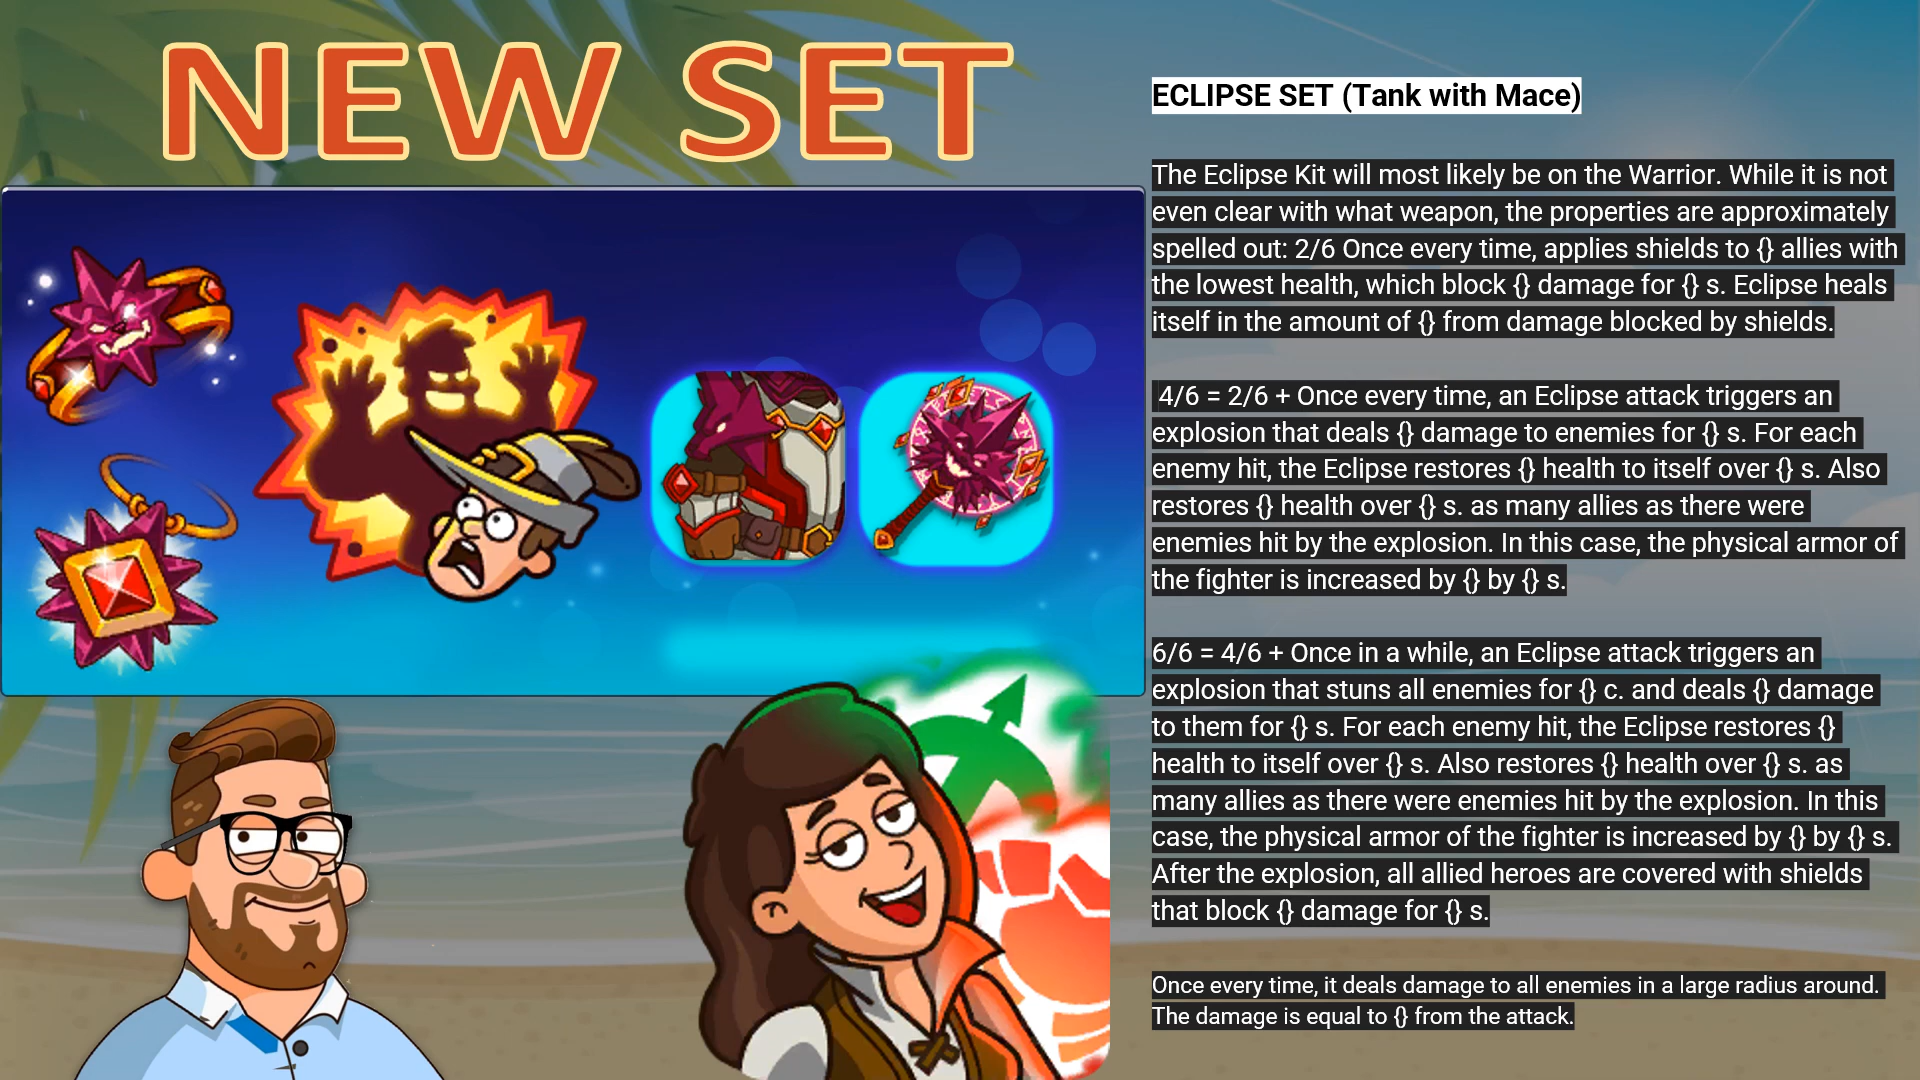 NEW SET
ECLIPSE SET (Tank with Mace)
The Eclipse Kit will most likely be on the Warrior. While it is not
even clear with what weapon, the properties are approximately
spelled out: 2/6 Once every time, applies shields to {} allies with
the lowest health, which block {} damage for {} s. Eclipse heals
itself in the amount of {} from damage blocked by shields.
4/6 = 2/6 + Once every time, an Eclipse attack triggers an
explosion that deals {} damage to enemies for {} s. For each
enemy hit, the Eclipse restores {} health to itself over {} s. Also
restores {} health over {} s. as many allies as there were
enemies hit by the explosion. In this case, the physical armor of
the fighter is increased by {} by {} s.
6/6 = 4/6 + Once in a while, an Eclipse attack triggers an
explosion that stuns all enemies for {} c. and deals {} damage
to them for {} s. For each enemy hit, the Eclipse restores {}
health to itself over {} s. Also restores {} health over {} s. as
many allies as there were enemies hit by the explosion. In this
case, the physical armor of the fighter is increased by {} by {} s.
After the explosion, all allied heroes are covered with shields
that block {} damage for {} s.
Once every time, it deals damage to all enemies in a large radius around.
The damage is equal to {} from the attack.